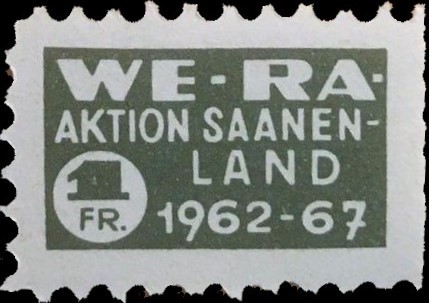 WE-RA-
AKTION SAANEN-
LAND
1
FR.
1962-67